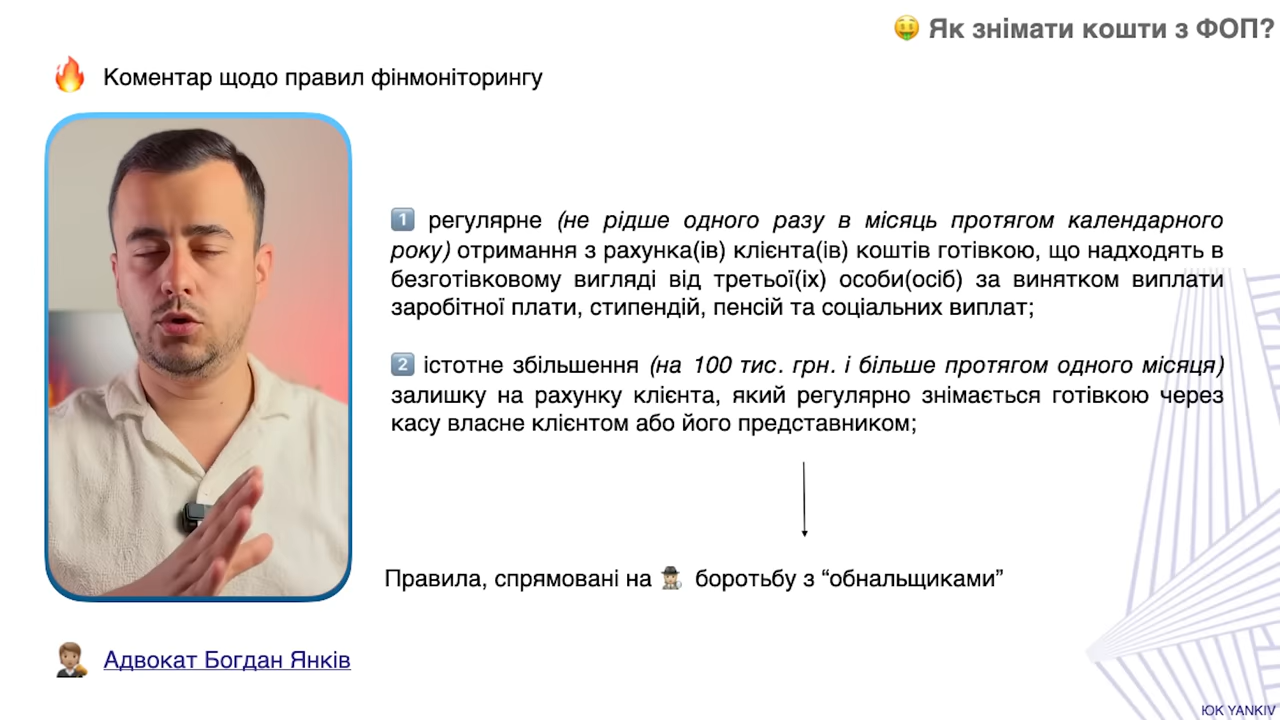 🤑 Як знімати кошти з ФОП?
🔥 Коментар щодо правил фінмоніторингу
1️⃣ регулярне (не рідше одного разу в місяць протягом календарного
року) отримання з рахунка(ів) клієнта(ів) коштів готівкою, що надходять в
безготівковому вигляді від третьої(іх) особи(осіб) за винятком виплати
заробітної плати, стипендій, пенсій та соціальних виплат;
2️⃣ істотне збільшення (на 100 тис. грн. і більше протягом одного місяця)
залишку на рахунку клієнта, який регулярно знімається готівкою через
касу власне клієнтом або його представником;
Правила, спрямовані на 🕵🏼 боротьбу з “обнальщиками”
Адвокат Богдан Янків
ЮК YANKIV